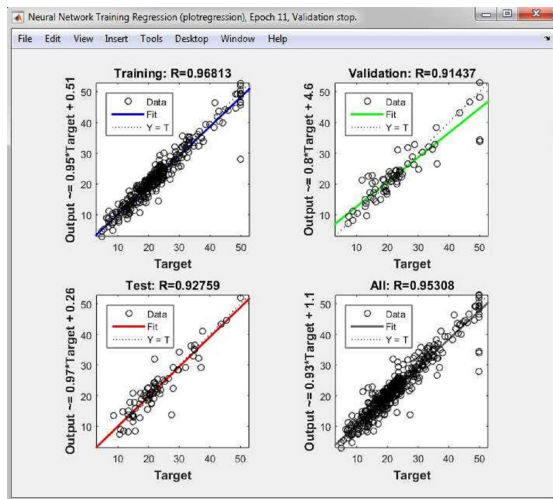 Neural Network Training Regression (plotregression), Epoch 11, Validation stop.
File Edit View Insert Tools Desktop Window Help
Training: R=0.96813
Output ~= 0.95*Target + 0.51
Data
Fit
Y = T
50
40
30
20
10
10 20 30 40 50
Target
Validation: R=0.91437
Output ~= 0.8*Target + 4.6
Data
Fit
Y = T
50
40
30
20
10
10 20 30 40 50
Target
Test: R=0.92759
Output ~= 0.97*Target + 0.26
Data
Fit
Y = T
50
40
30
20
10
10 20 30 40 50
Target
All: R=0.95308
Output ~= 0.93*Target + 1.1
Data
Fit
Y = T
50
40
30
20
10
10 20 30 40 50
Target